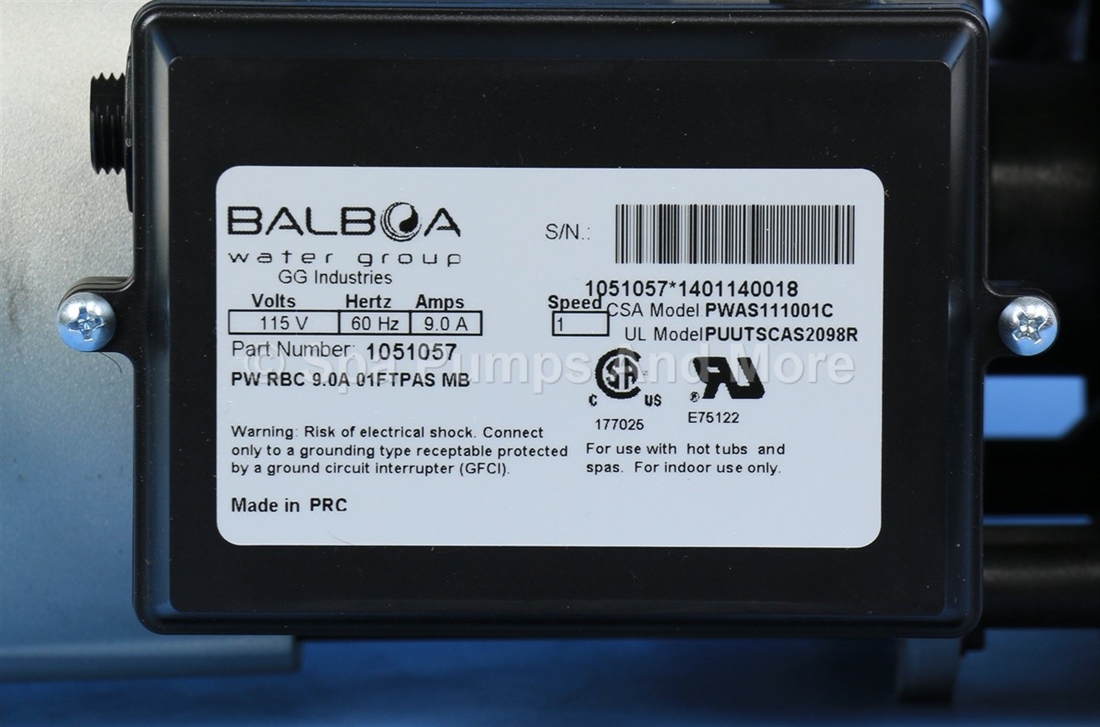 BALBOA
water group
GG Industries
S/N.:
1051057*1401140018
Volts Hertz Amps
115 V 60 Hz 9.0 A
Speed
1
CSA Model PWAS111001C
UL Model PUUTSCAS2098R
Part Number: 1051057
PW RBC 9.0A 01FTPAS MB
© Spa Pumps And More
C SA US
177025
RU ®
E75122
Warning: Risk of electrical shock. Connect
only to a grounding type receptable protected
by a ground circuit interrupter (GFCI).
For use with hot tubs and
spas. For indoor use only.
Made in PRC